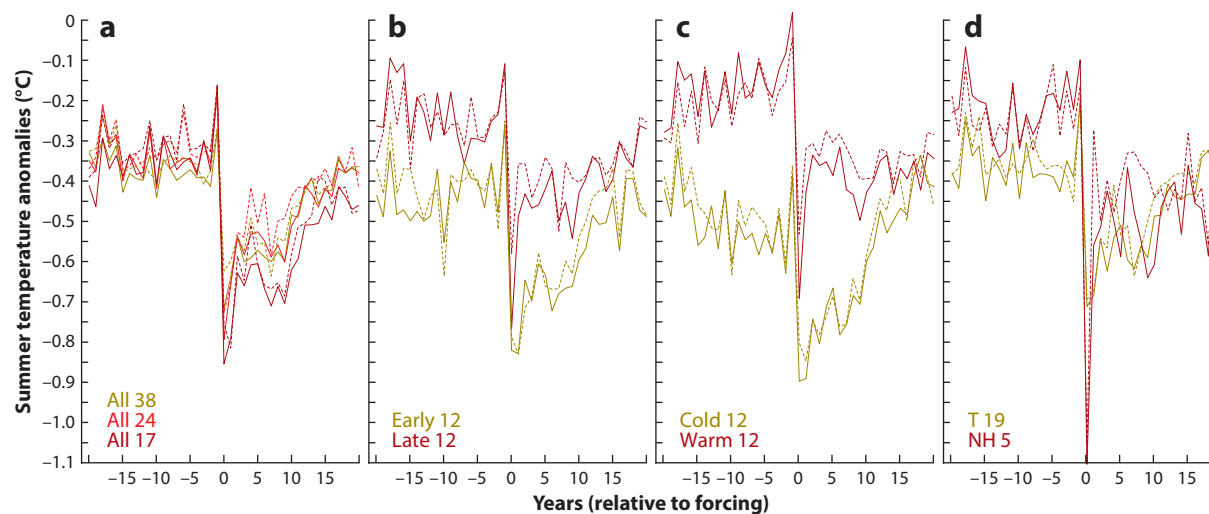 a
b
c
d
Summer temperature anomalies (°C)
0
–0.1
–0.2
–0.3
–0.4
–0.5
–0.6
–0.7
–0.8
–0.9
–1.0
–1.1
All 38
All 24
All 17
Early 12
Late 12
Cold 12
Warm 12
T 19
NH 5
–15 –10 –5 0 5 10 15
–15 –10 –5 0 5 10 15
–15 –10 –5 0 5 10 15
–15 –10 –5 0 5 10 15
Years (relative to forcing)